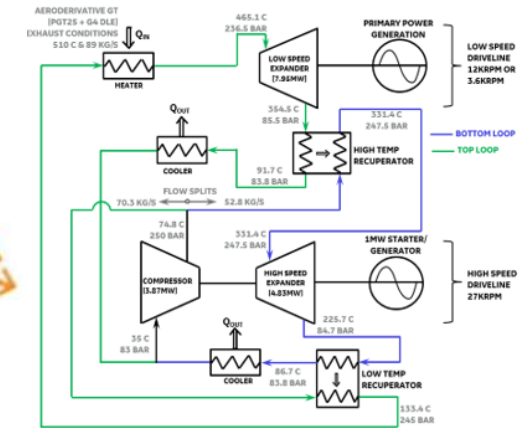 AERODERIVATIVE GT
(PGT25 + G4 DLE)
EXHAUST CONDITIONS
510 C & 89 KG/S
QIN
HEATER
465.1 C
236.5 BAR
LOW SPEED
EXPANDER
(7.95MW)
PRIMARY POWER
GENERATION
LOW SPEED
DRIVELINE
12KRPM OR
3.6KRPM
354.5 C
85.5 BAR
331.4 C
247.5 BAR
BOTTOM LOOP
TOP LOOP
HIGH TEMP
RECUPERATOR
QOUT
COOLER
91.7 C
83.8 BAR
FLOW SPLITS
70.3 KG/S
52.8 KG/S
74.8 C
250 BAR
331.4 C
247.5 BAR
COMPRESSOR
(3.87MW)
HIGH SPEED
EXPANDER
(4.83MW)
1MW STARTER/
GENERATOR
HIGH SPEED
DRIVELINE
27KRPM
35 C
83 BAR
QOUT
COOLER
225.7 C
84.7 BAR
86.7 C
83.8 BAR
LOW TEMP
RECUPERATOR
133.4 C
245 BAR